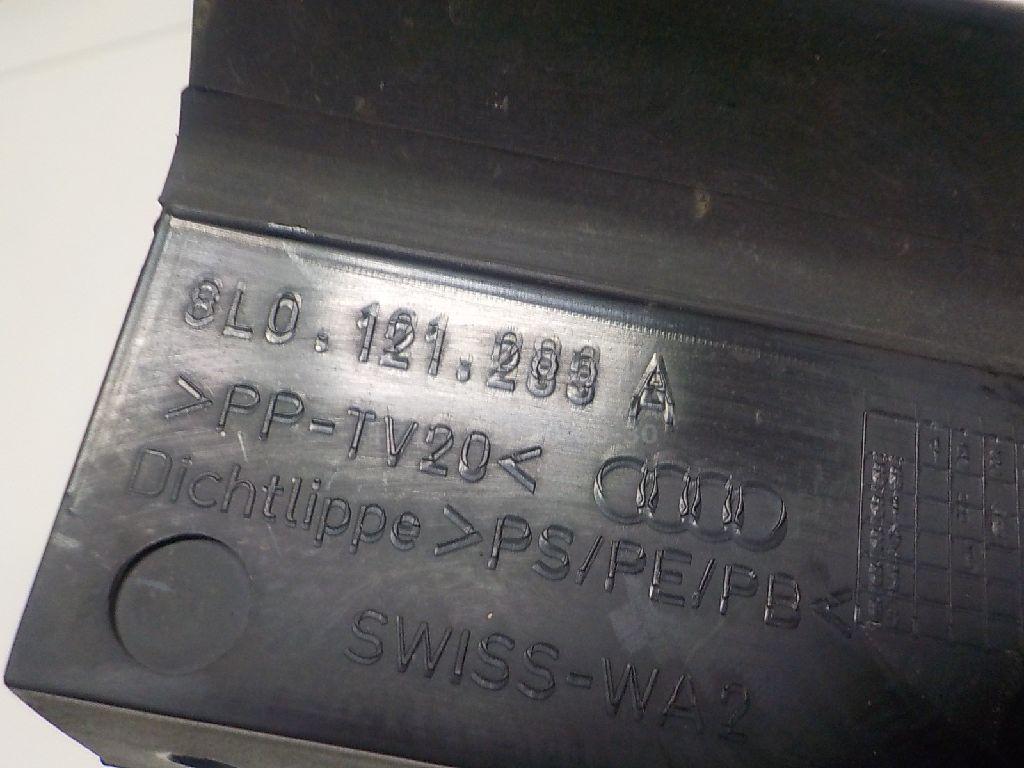 8L0.121.283 A
>PP-TV20<
Dichtlippe >PS/PE/PB<
SWISS-WA2